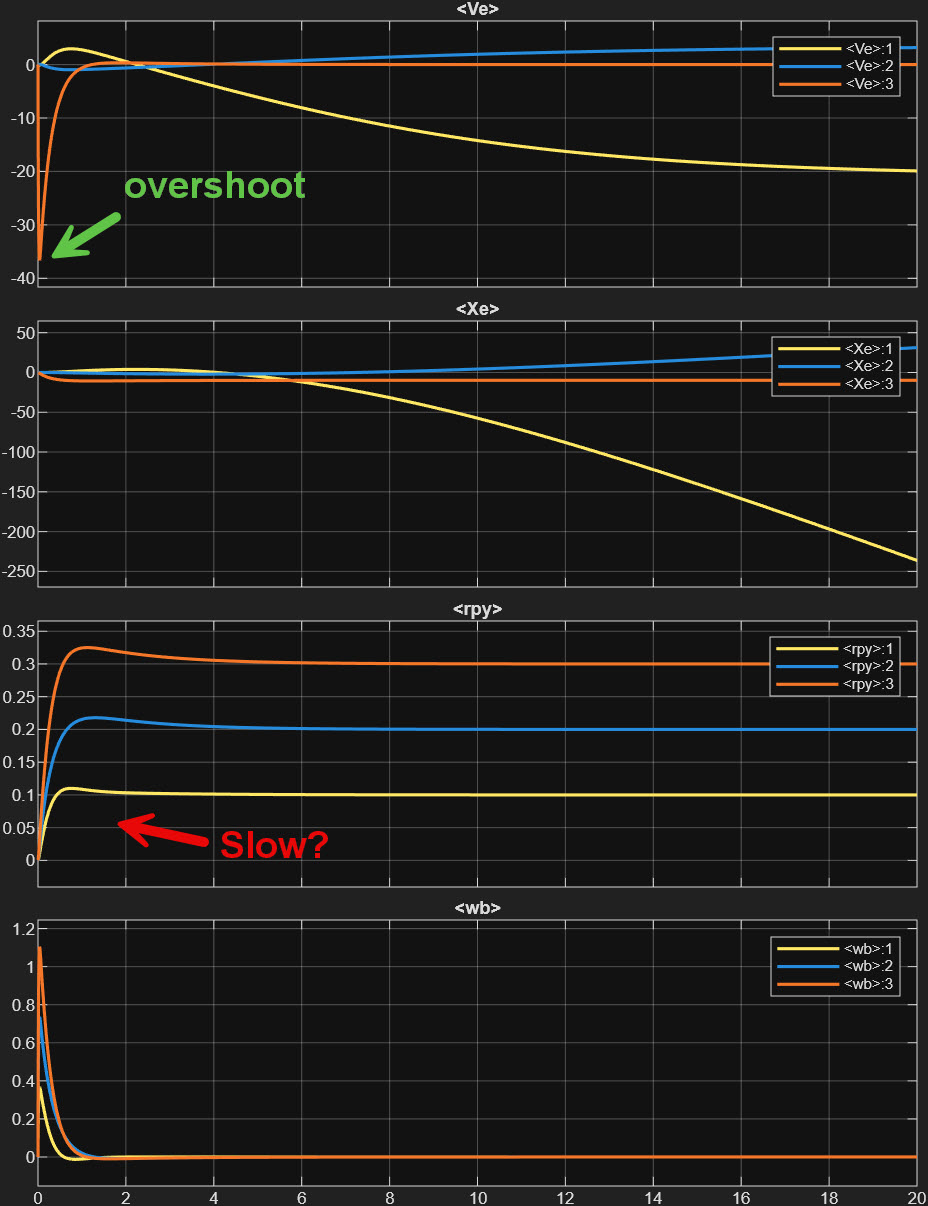 <Ve>
0
-10
-20
-30
-40
<Ve>:1
<Ve>:2
<Ve>:3
overshoot
<Xe>
50
0
-50
-100
-150
-200
-250
<Xe>:1
<Xe>:2
<Xe>:3
<rpy>
0.35
0.3
0.25
0.2
0.15
0.1
0.05
0
<rpy>:1
<rpy>:2
<rpy>:3
Slow?
<wb>
1.2
1
0.8
0.6
0.4
0.2
0
<wb>:1
<wb>:2
<wb>:3
0 2 4 6 8 10 12 14 16 18 20